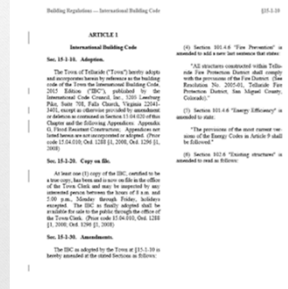 Building Regulations — International Building Code
§15-1-10
ARTICLE 1
International Building Code
Sec. 15-1-10. Adoption.
The Town of Telluride ("Town") hereby adopts
and incorporates herein by reference as the building
code of the Town the International Building Code,
2015 Edition ("IBC"), published by the
International Code Council, Inc., 5203 Leesburg
Pike, Suite 708, Falls Church, Virginia 22041-
3401, except as otherwise provided by amendment
or deletion as contained in Section 15.04.020 of this
Chapter and the following Appendices: Appendix
G, Flood Resistant Construction; Appendices not
listed herein are not incorporated or adopted. (Prior
code 15.04.010; Ord. 1288 §1, 2008; Ord. 1296 §1,
2008)
Sec. 15-1-20. Copy on file.
At least one (1) copy of the IBC, certified to be
a true copy, has been and is now on file in the office
of the Town Clerk and may be inspected by any
interested person between the hours of 8 a.m. and
5:00 p.m., Monday through Friday, holidays
excepted. The IBC as finally adopted shall be
available for sale to the public through the office of
the Town Clerk. (Prior code 15.04.010; Ord. 1288
§1, 2008; Ord. 1296 §1, 2008)
Sec. 15-1-30. Amendments.
The IBC as adopted by the Town at §15-1-10 is
hereby amended at the stated Sections as follows:
(4) Section 101.4.6 "Fire Prevention" is
amended to add a new last sentence that states:
"All structures constructed within Tellu-
ride Fire Protection District shall comply
with the provisions of the Fire District. (See
Resolution No. 2005-01, Telluride Fire
Protection District, San Miguel County,
Colorado)."
(5) Section 101.4.6 "Energy Efficiency" is
amended to state:
"The provisions of the most current ver-
sions of the Energy Codes in Article 9 shall
be followed."
(6) Section 102.6 "Existing structures" is
amended to read as follows: